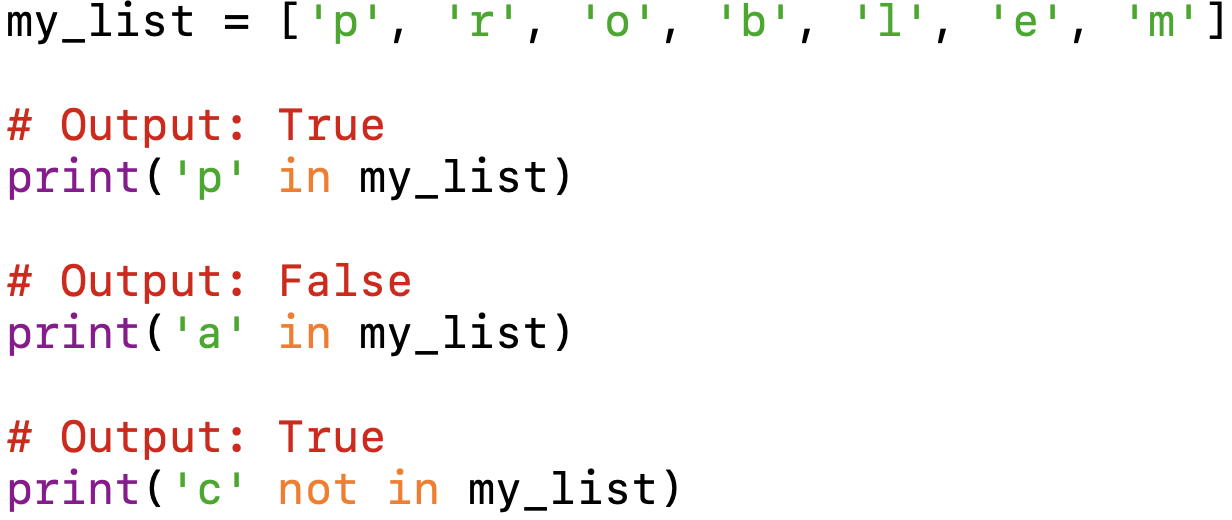 my_list = ['p', 'r', 'o', 'b', 'l', 'e', 'm']
# Output: True
print('p' in my_list)
# Output: False
print('a' in my_list)
# Output: True
print('c' not in my_list)